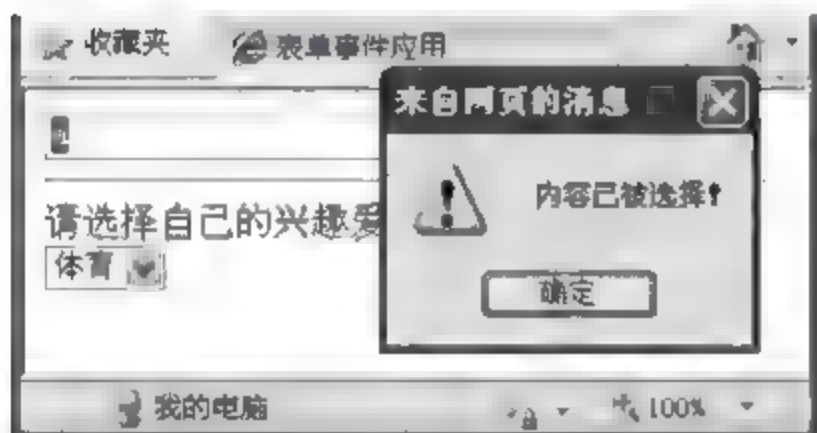 收藏夹 表单事件应用
来自网页的消息
内容已被选择!
请选择自己的兴趣爱
体育
确定
我的电脑 100%